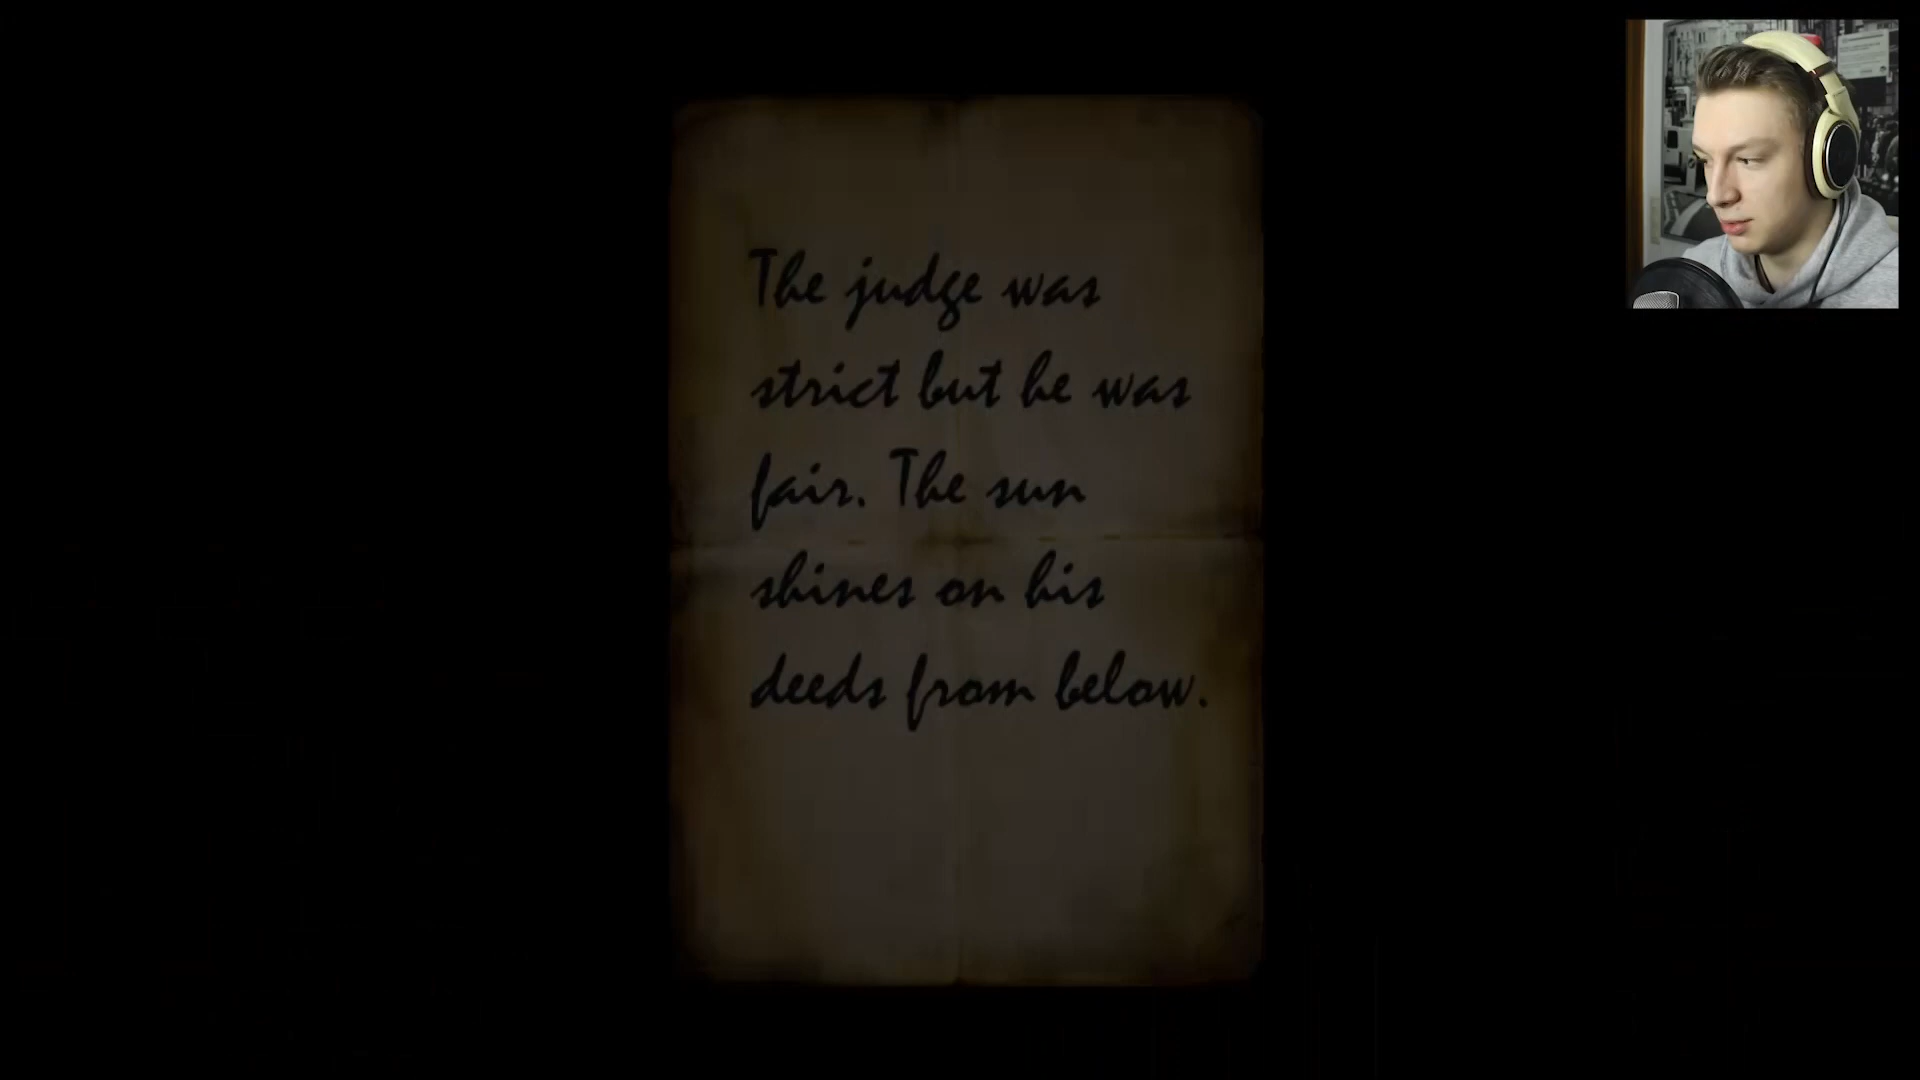 The judge was
strict but he was
fair. The sun
shines on his
deeds from below.